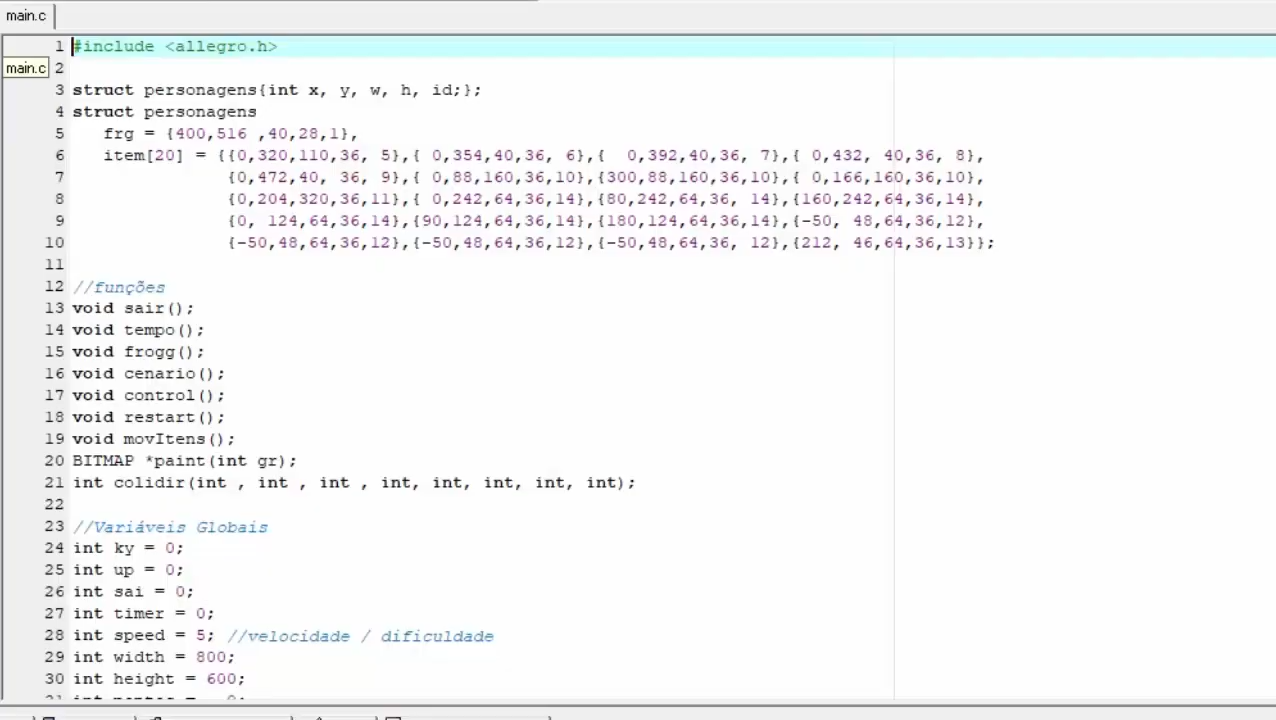 main.c
1 #include <allegro.h>
main.c 2
3 struct personagens{int x, y, w, h, id;};
4 struct personagens
5 frg = {400,516 ,40,28,1},
6 item[20] = {{0,320,110,36, 5},{ 0,354,40,36, 6},{ 0,392,40,36, 7},{ 0,432, 40,36, 8},
7 {0,472,40, 36, 9},{ 0,88,160,36,10},{300,88,160,36,10},{ 0,166,160,36,10},
8 {0,204,320,36,11},{ 0,242,64,36,14},{80,242,64,36, 14},{160,242,64,36,14},
9 {0, 124,64,36,14},{90,124,64,36,14},{180,124,64,36,14},{-50, 48,64,36,12},
10 {-50,48,64,36,12},{-50,48,64,36,12},{-50,48,64,36, 12},{212, 46,64,36,13}};
11
12 //funções
13 void sair();
14 void tempo();
15 void frogg();
16 void cenario();
17 void control();
18 void restart();
19 void movItens();
20 BITMAP *paint(int gr);
21 int colidir(int , int , int , int, int, int, int, int);
22
23 //Variáveis Globais
24 int ky = 0;
25 int up = 0;
26 int sai = 0;
27 int timer = 0;
28 int speed = 5; //velocidade / dificuldade
29 int width = 800;
30 int height = 600;